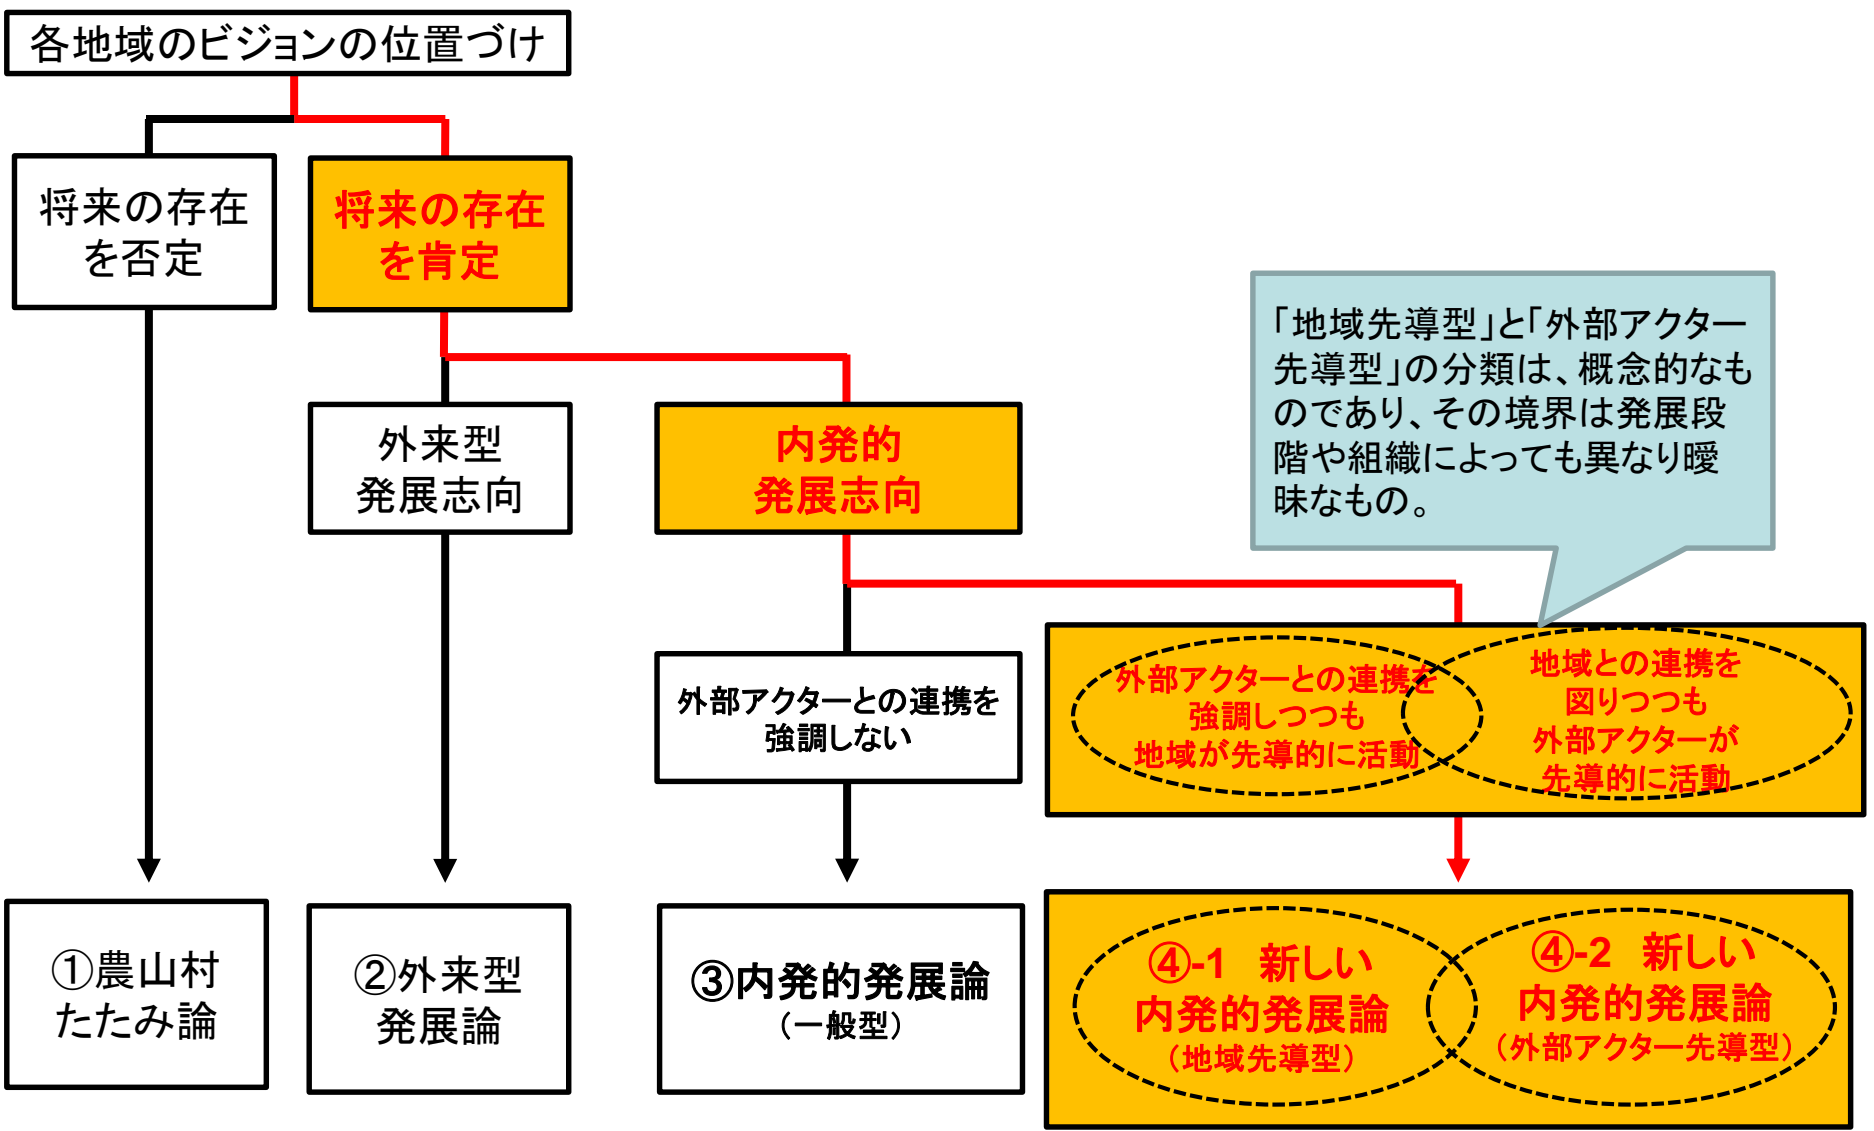 各地域のビジョンの位置づけ
将来の存在
を否定
将来の存在
を肯定
外来型
発展志向
内発的
発展志向
「地域先導型」と「外部アクター
先導型」の分類は、概念的なも
のであり、その境界は発展段
階や組織によっても異なり曖
昧なもの。
外部アクターとの連携を
強調しない
外部アクターとの連携を
強調しつつも
地域が先導的に活動
地域との連携を
図りつつも
外部アクターが
先導的に活動
①農山村
たたみ論
②外来型
発展論
③内発的発展論
（一般型）
④-1　新しい
内発的発展論
（地域先導型）
④-2　新しい
内発的発展論
（外部アクター先導型）